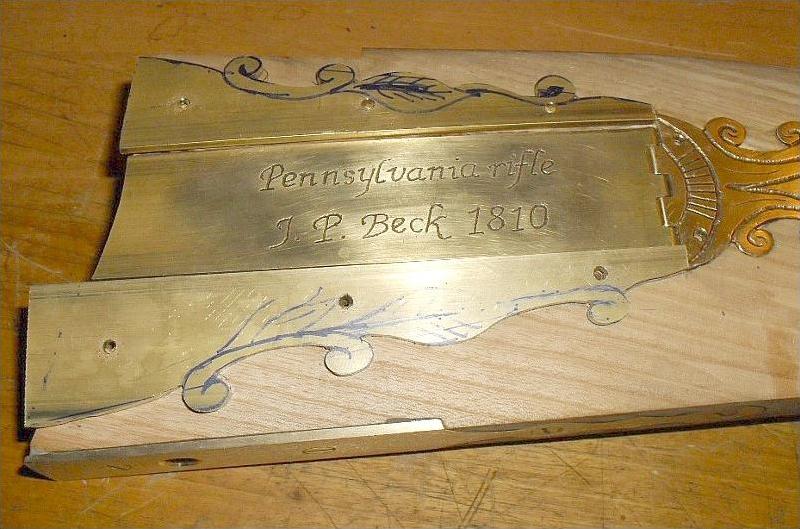 Pennsylvania rifle
J. P. Beck 1810